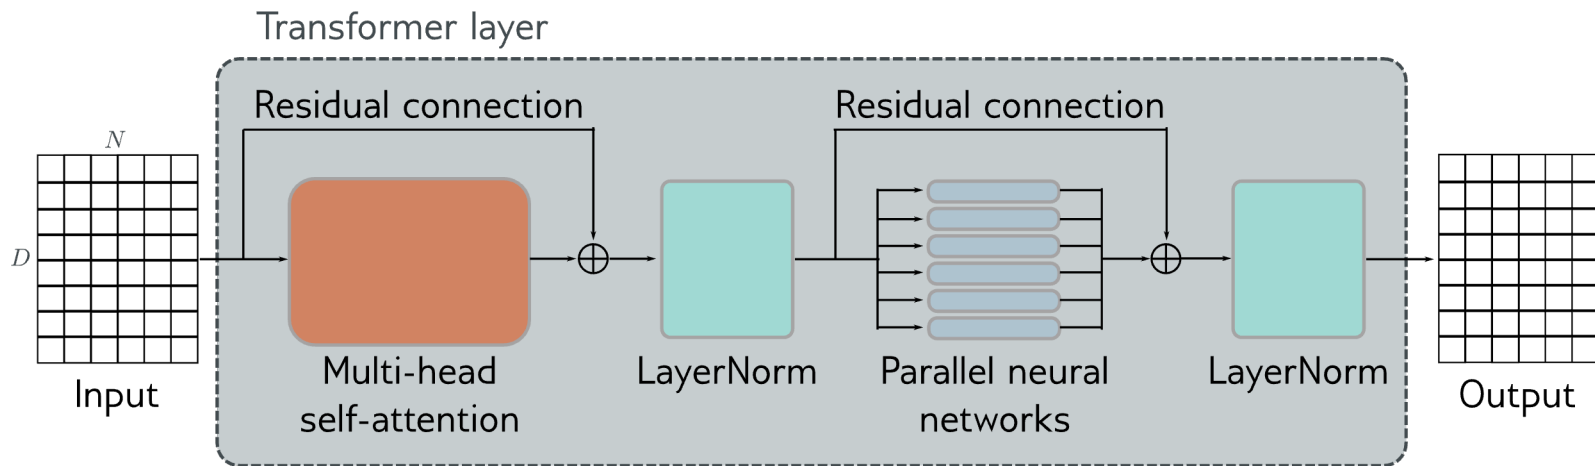 Transformer layer
Residual connection
Residual connection
N
D
Input
Multi-head
self-attention
LayerNorm
Parallel neural
networks
LayerNorm
Output